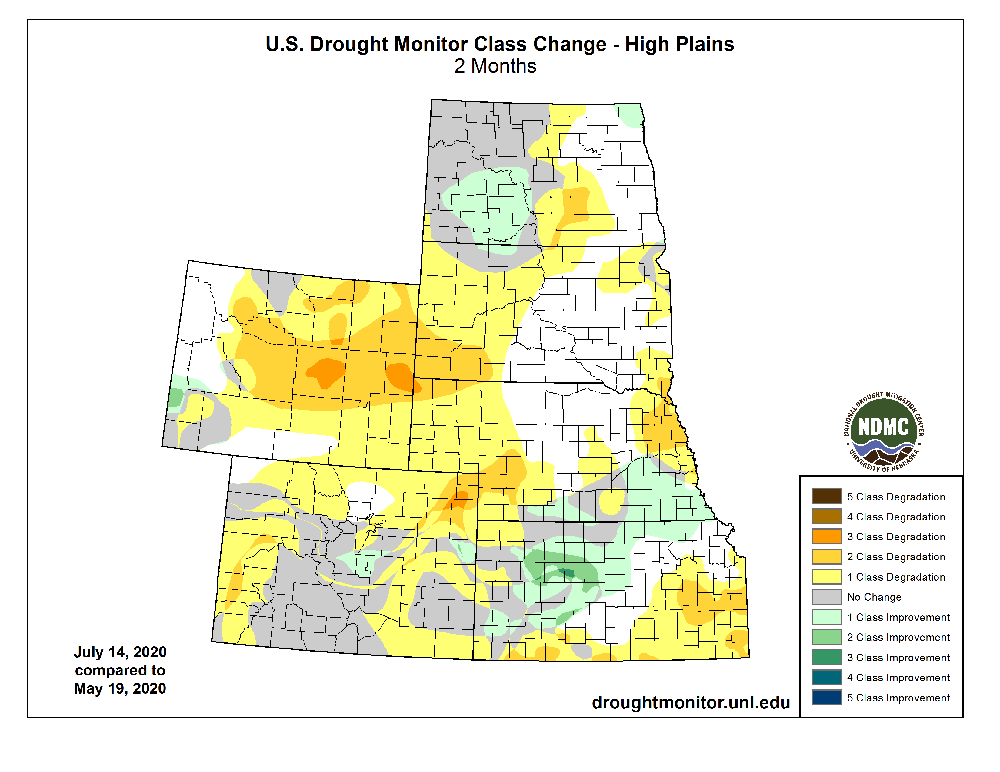 U.S. Drought Monitor Class Change - High Plains
2 Months
NATIONAL DROUGHT MITIGATION CENTER
NDMC
UNIVERSITY OF NEBRASKA
5 Class Degradation
4 Class Degradation
3 Class Degradation
2 Class Degradation
1 Class Degradation
No Change
1 Class Improvement
2 Class Improvement
3 Class Improvement
4 Class Improvement
5 Class Improvement
July 14, 2020
compared to
May 19, 2020
droughtmonitor.unl.edu